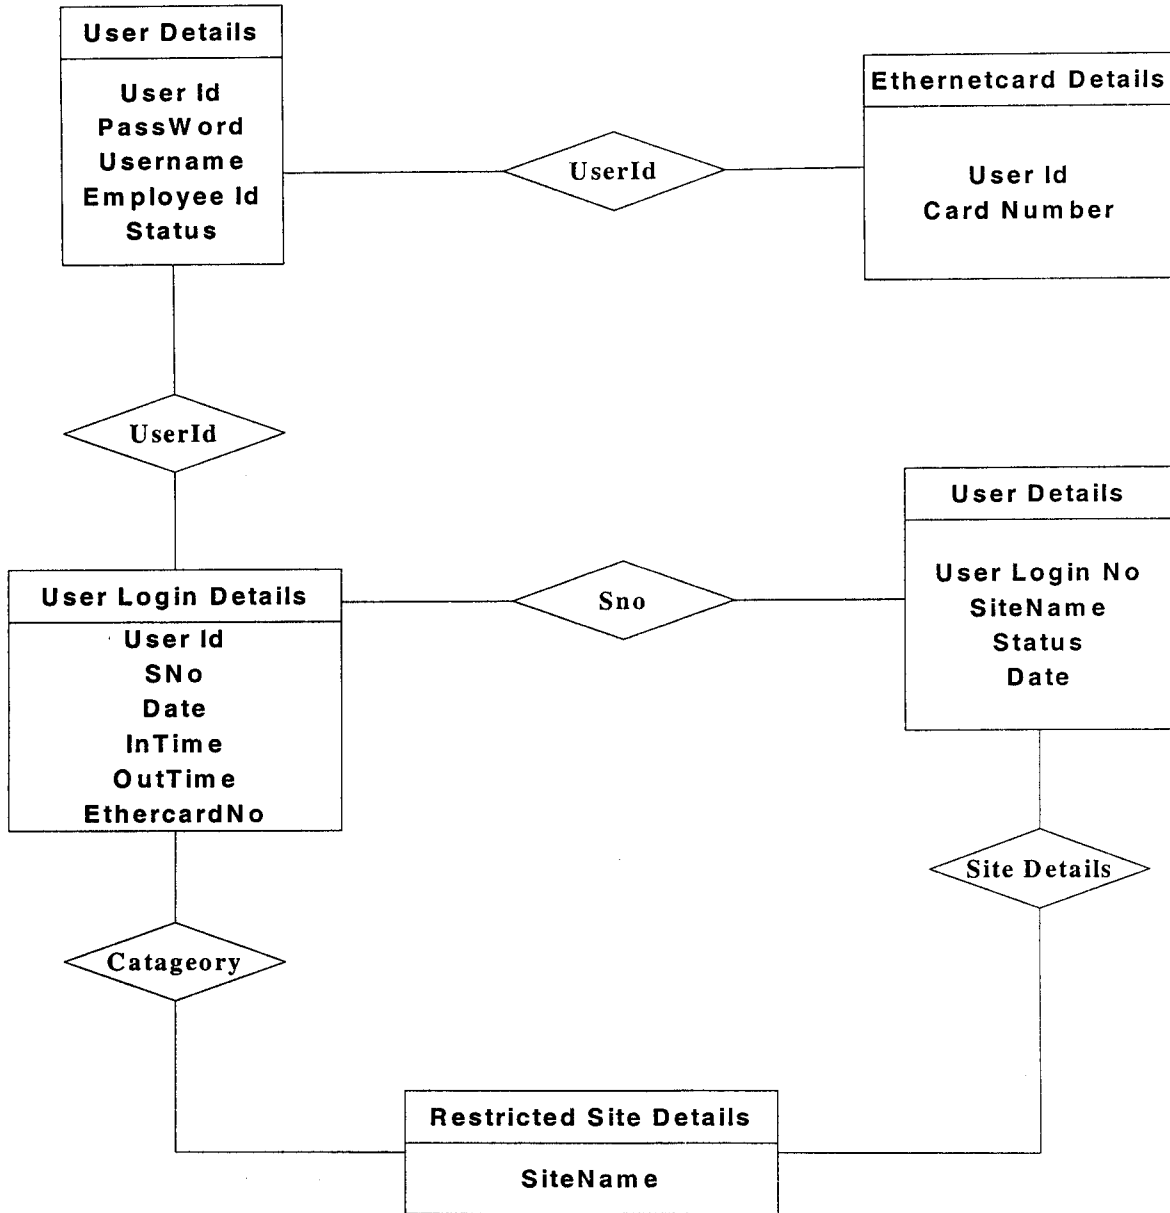 User Details
User Id
PassWord
Username
Employee Id
Status
UserId
Ethernetcard Details
User Id
Card Number
UserId
User Login Details
User Id
SNo
Date
InTime
OutTime
EthercardNo
Sno
User Details
User Login No
SiteName
Status
Date
Catageory
Site Details
Restricted Site Details
SiteName